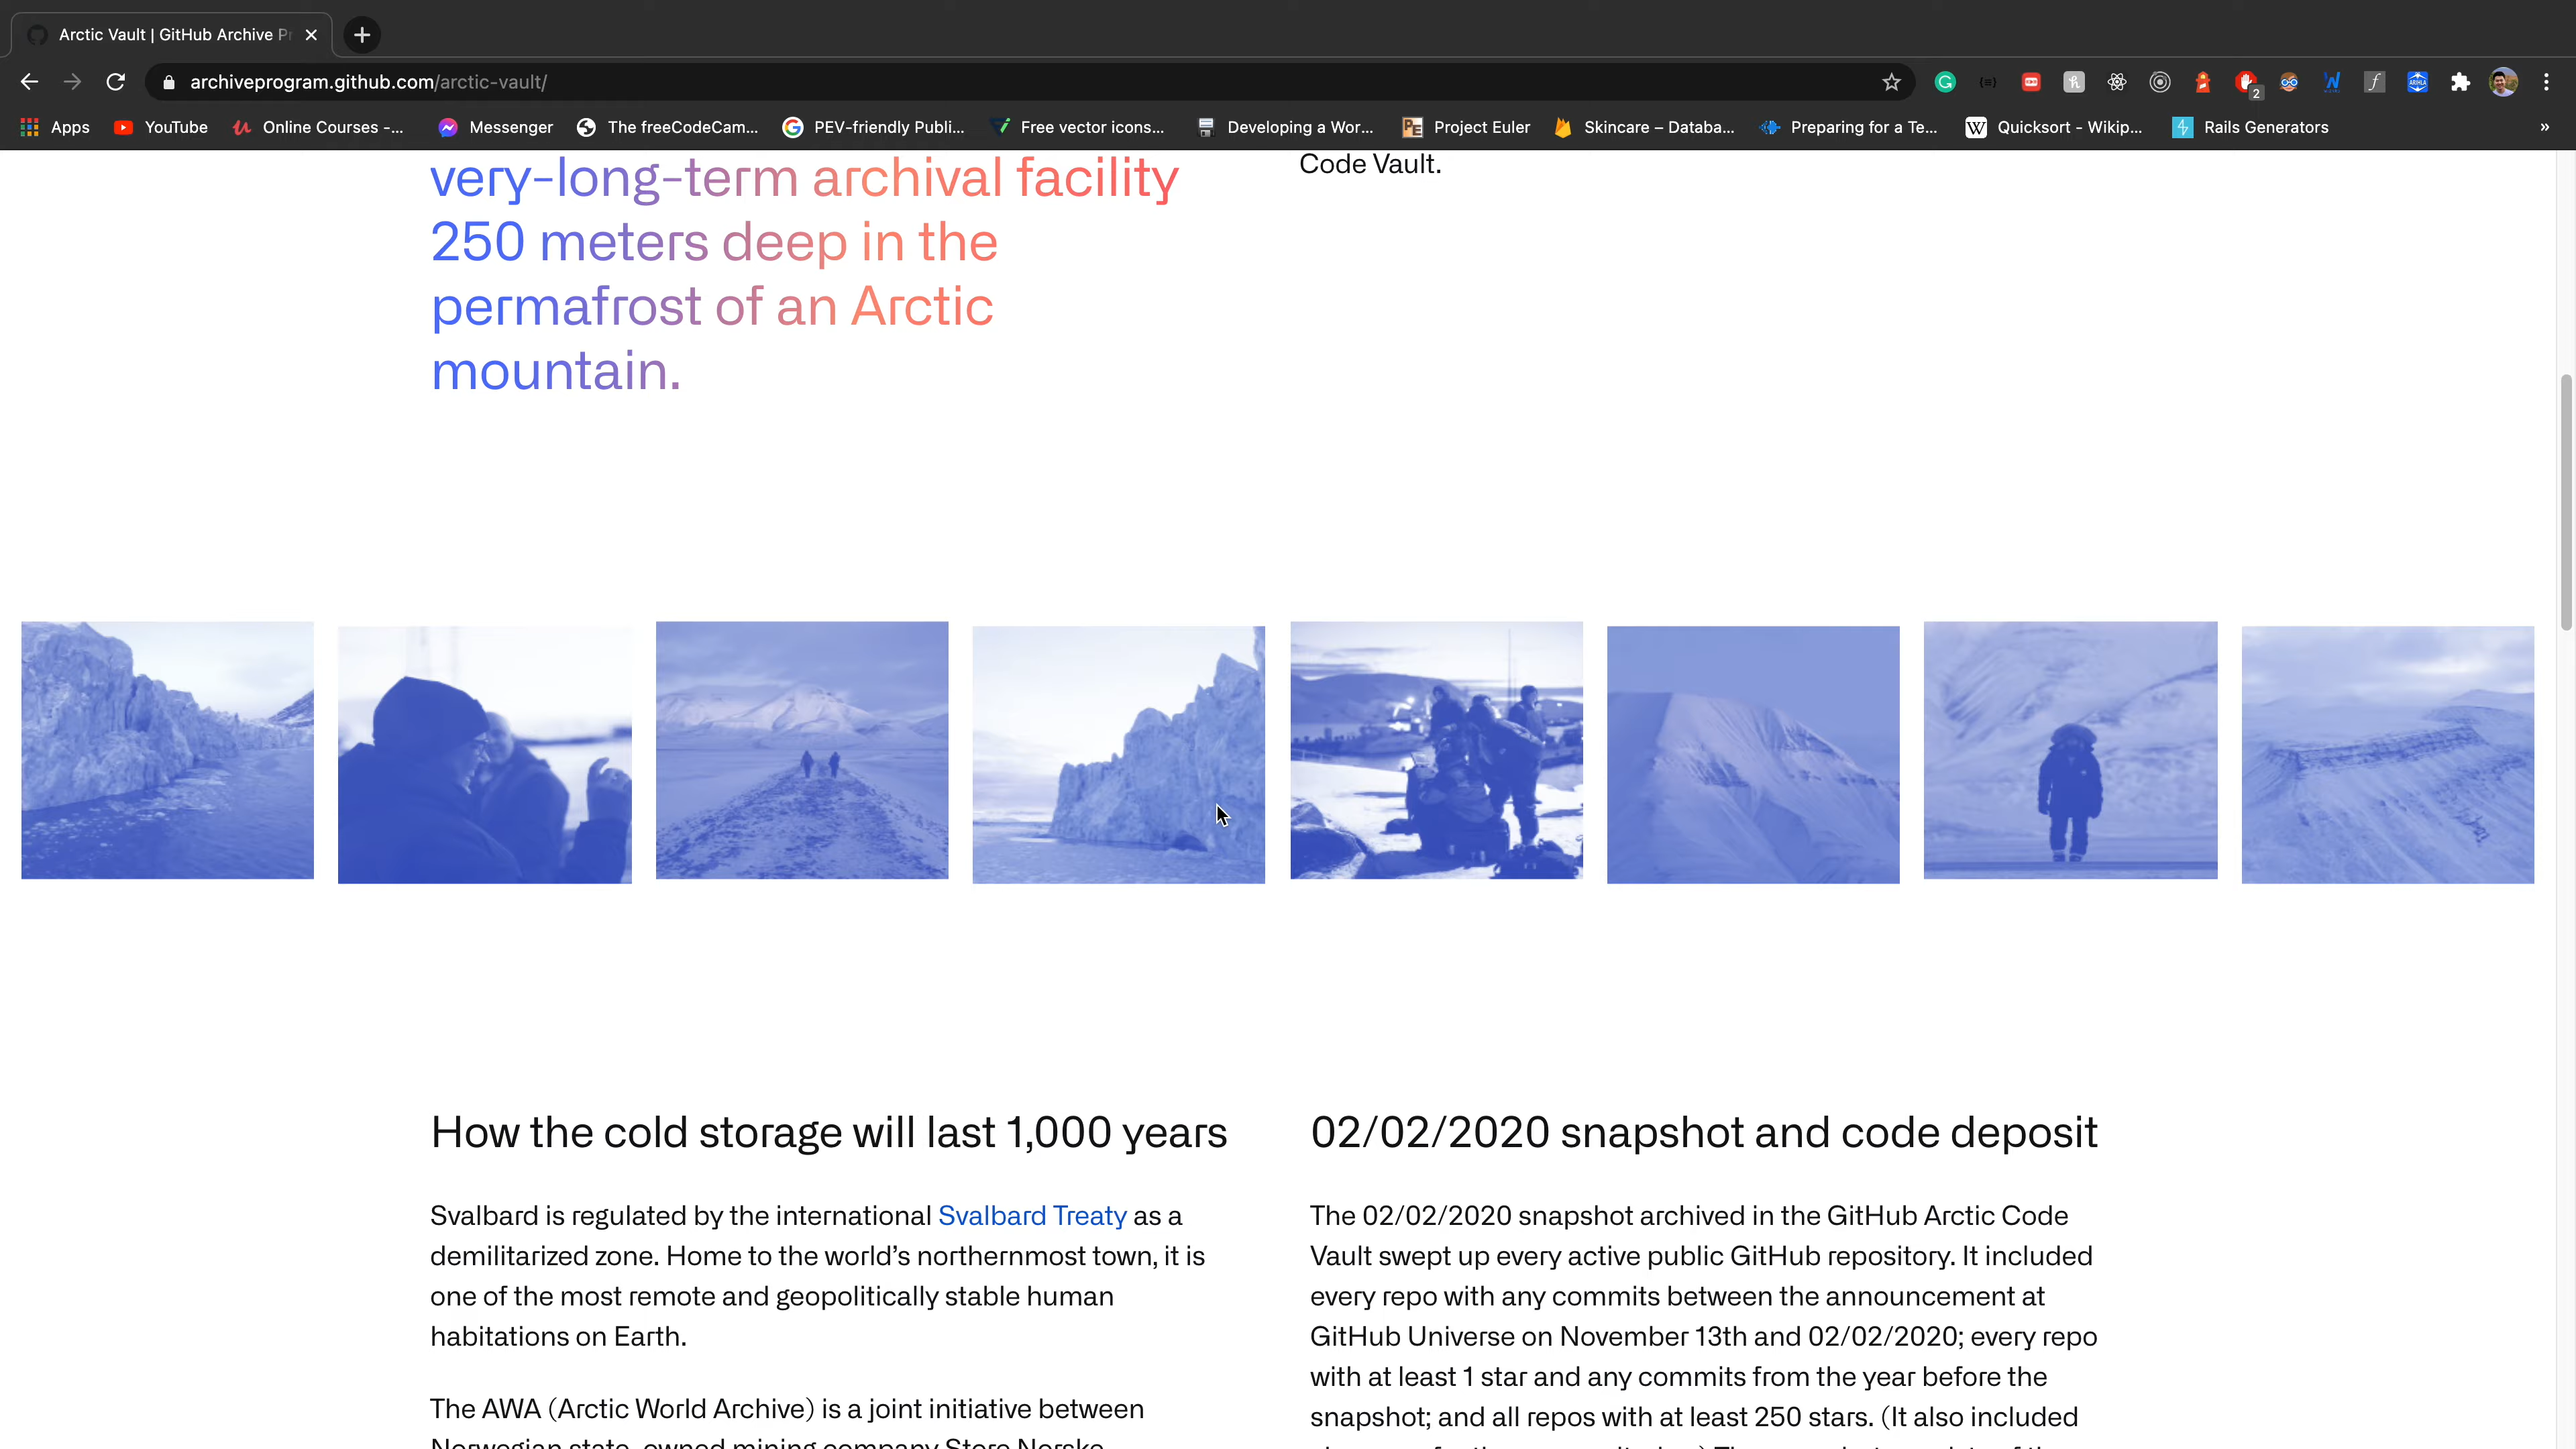 Arctic Vault | GitHub Archive Pr
archiveprogram.github.com/arctic-vault/
2
Apps
YouTube
Online Courses -...
Messenger
The freeCodeCam...
PEV-friendly Publi...
Free vector icons...
Developing a Wor...
Project Euler
Skincare – Databa...
Preparing for a Te...
Quicksort - Wikip...
Rails Generators
»
very-long-term archival facility
250 meters deep in the
permafrost of an Arctic
mountain.
Code Vault.
How the cold storage will last 1,000 years
Svalbard is regulated by the international Svalbard Treaty as a
demilitarized zone. Home to the world’s northernmost town, it is
one of the most remote and geopolitically stable human
habitations on Earth.
The AWA (Arctic World Archive) is a joint initiative between
Norwegian state-owned mining company Store Norske
02/02/2020 snapshot and code deposit
The 02/02/2020 snapshot archived in the GitHub Arctic Code
Vault swept up every active public GitHub repository. It included
every repo with any commits between the announcement at
GitHub Universe on November 13th and 02/02/2020; every repo
with at least 1 star and any commits from the year before the
snapshot; and all repos with at least 250 stars. (It also included